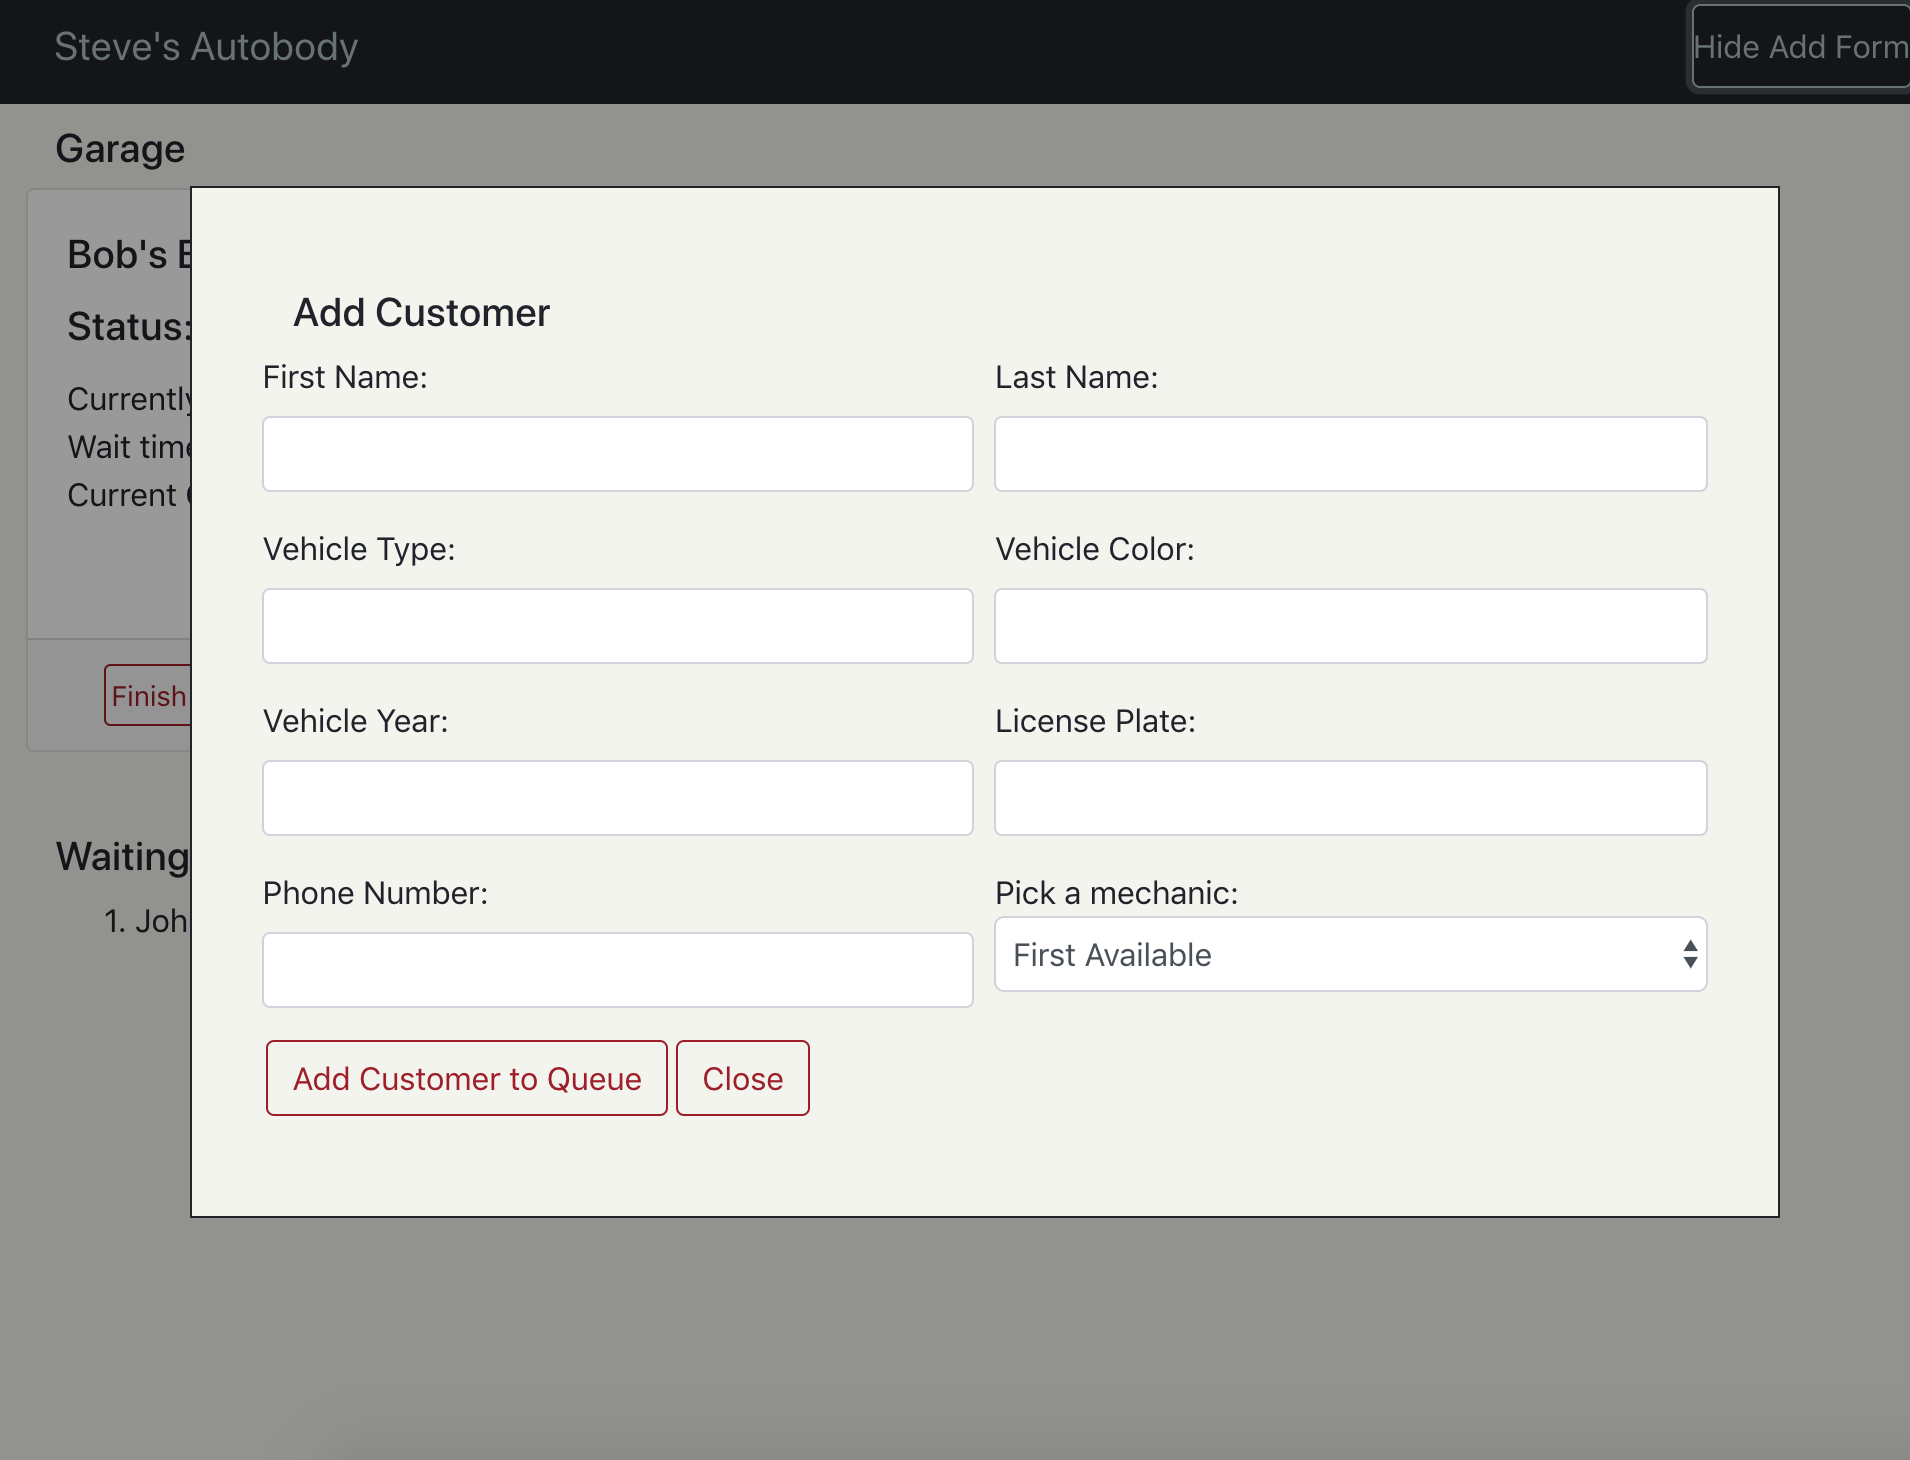 Steve's Autobody
Hide Add Form
Garage
Bob's
Status:
Currently
Wait time
Current
Finish
Waiting
1. Joh
Add Customer
First Name:
Last Name:
Vehicle Type:
Vehicle Color:
Vehicle Year:
License Plate:
Phone Number:
Pick a mechanic:
First Available
Add Customer to Queue
Close